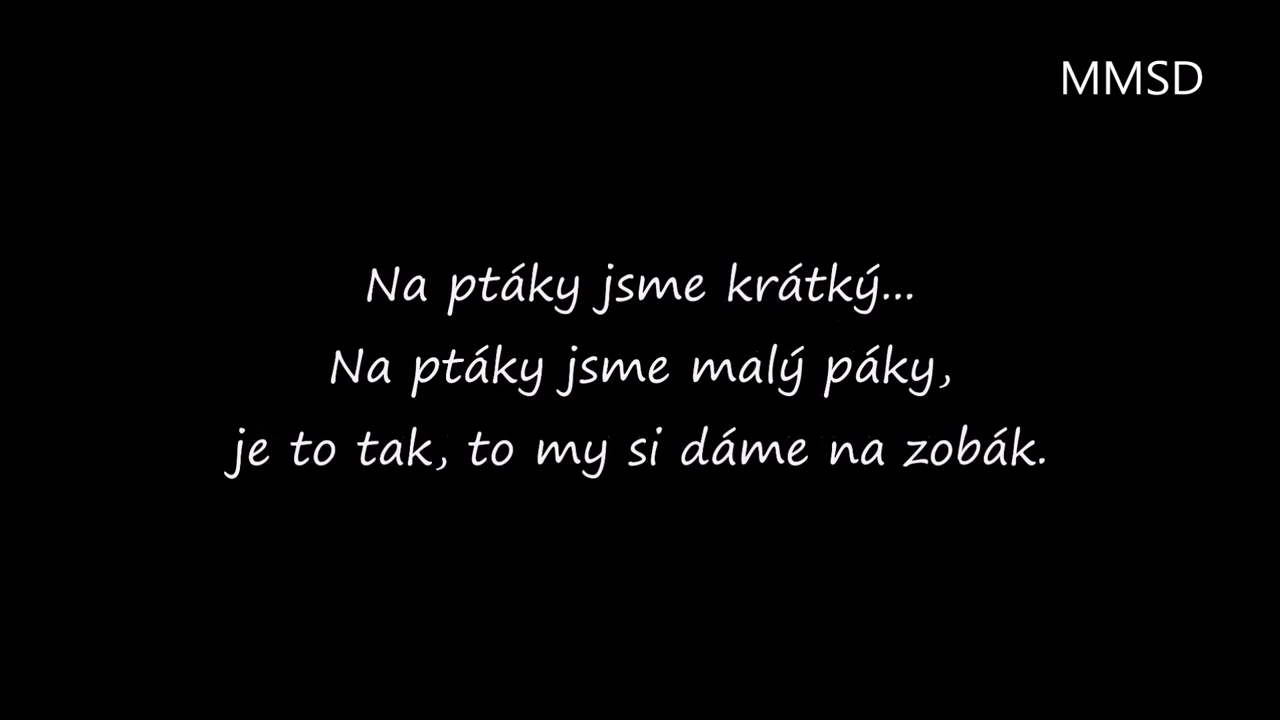 MMSD
Na ptáky jsme krátký...
Na ptáky jsme malý páky,
je to tak, to my si dáme na zobák.